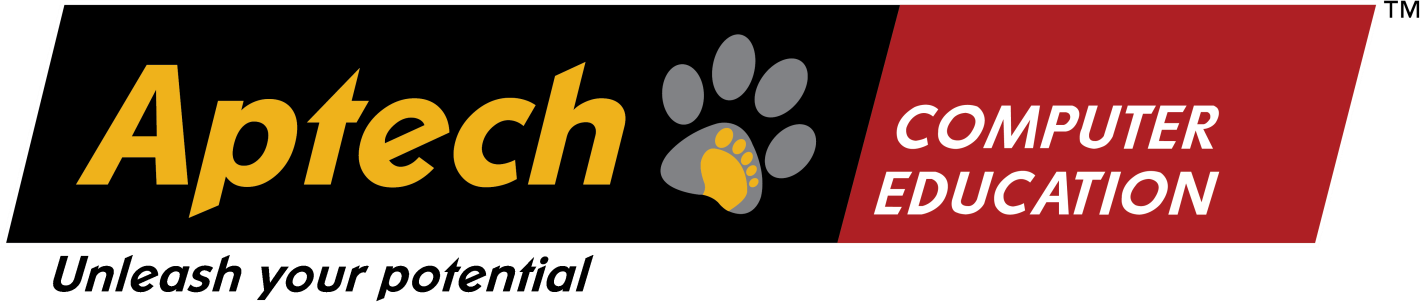 Aptech
COMPUTER
EDUCATION
TM
Unleash your potential